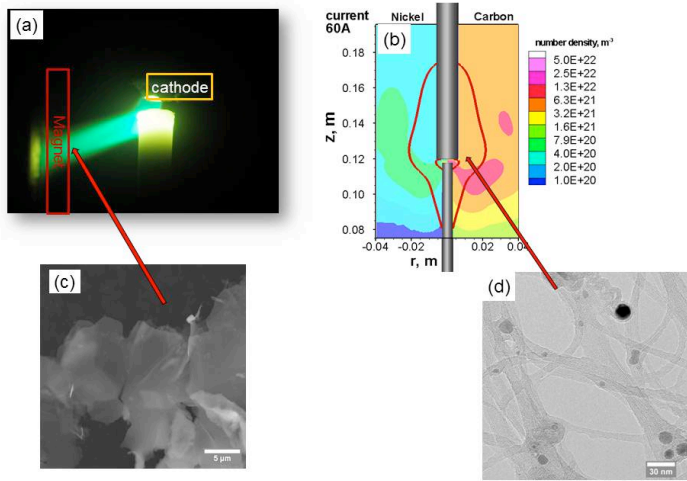 (a)
cathode
Magnet
current
60A
(b)
Nickel
Carbon
number density, m⁻³
5.0E+22
2.5E+22
1.3E+22
6.3E+21
3.2E+21
1.6E+21
7.9E+20
4.0E+20
2.0E+20
1.0E+20
z, m
0.18
0.16
0.14
0.12
0.10
0.08
-0.04
-0.02
0
0.02
0.04
r, m
(c)
5 µm
(d)
30 nm